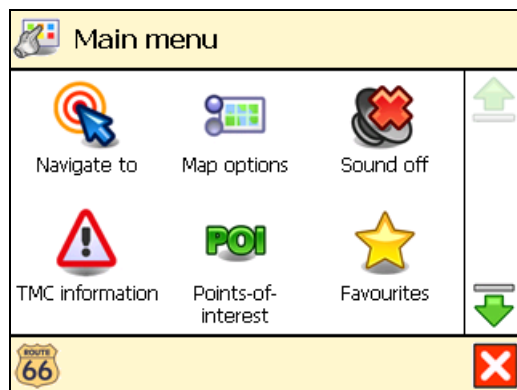 Main menu
Navigate to
Map options
Sound off
TMC information
POI
Points-of-
interest
Favourites
ROUTE
66